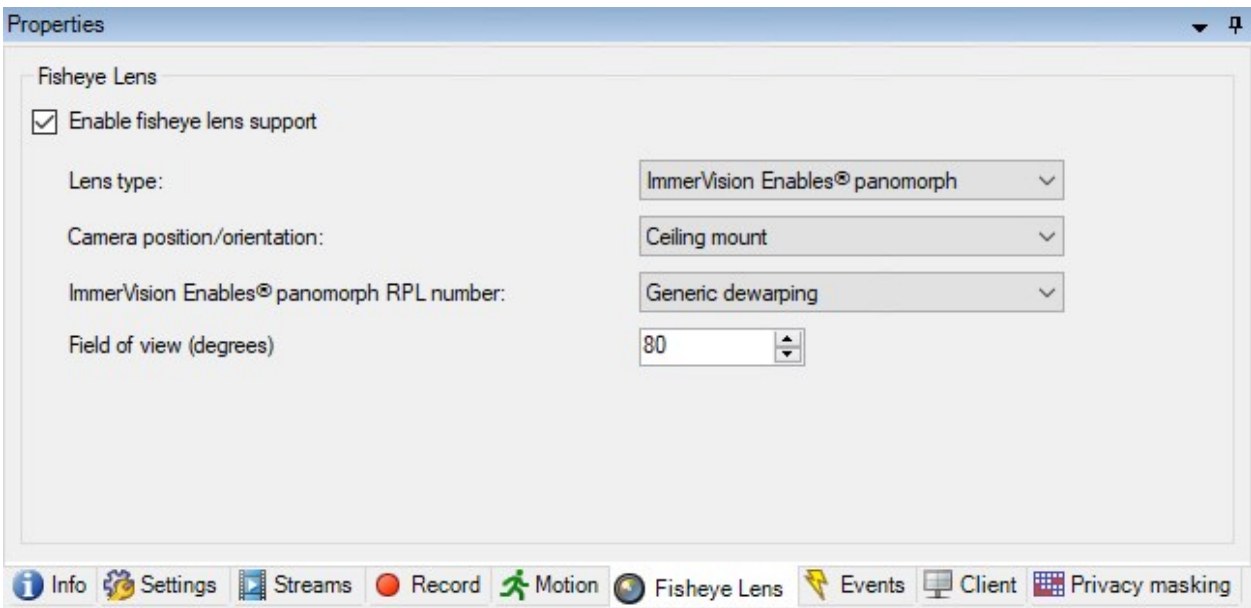 Properties
Fisheye Lens
Enable fisheye lens support
Lens type: ImmerVision Enables® panomorph
Camera position/orientation: Ceiling mount
ImmerVision Enables® panomorph RPL number: Generic dewarping
Field of view (degrees) 80
Info Settings Streams Record Motion Fisheye Lens Events Client Privacy masking